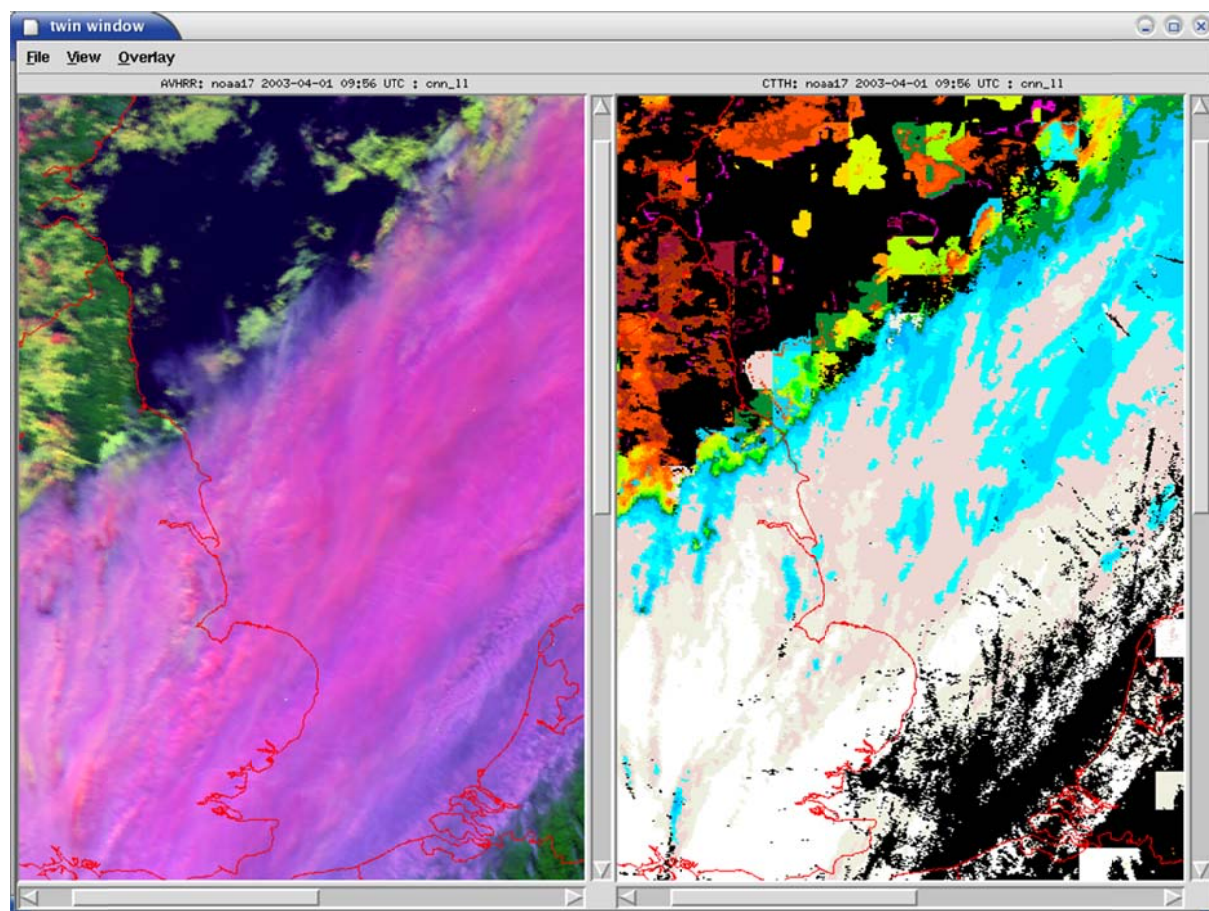 twin window
File View Overlay
AVHRR: noaa17 2003-04-01 09:56 UTC : cnn_ll
CTTH: noaa17 2003-04-01 09:56 UTC : cnn_ll